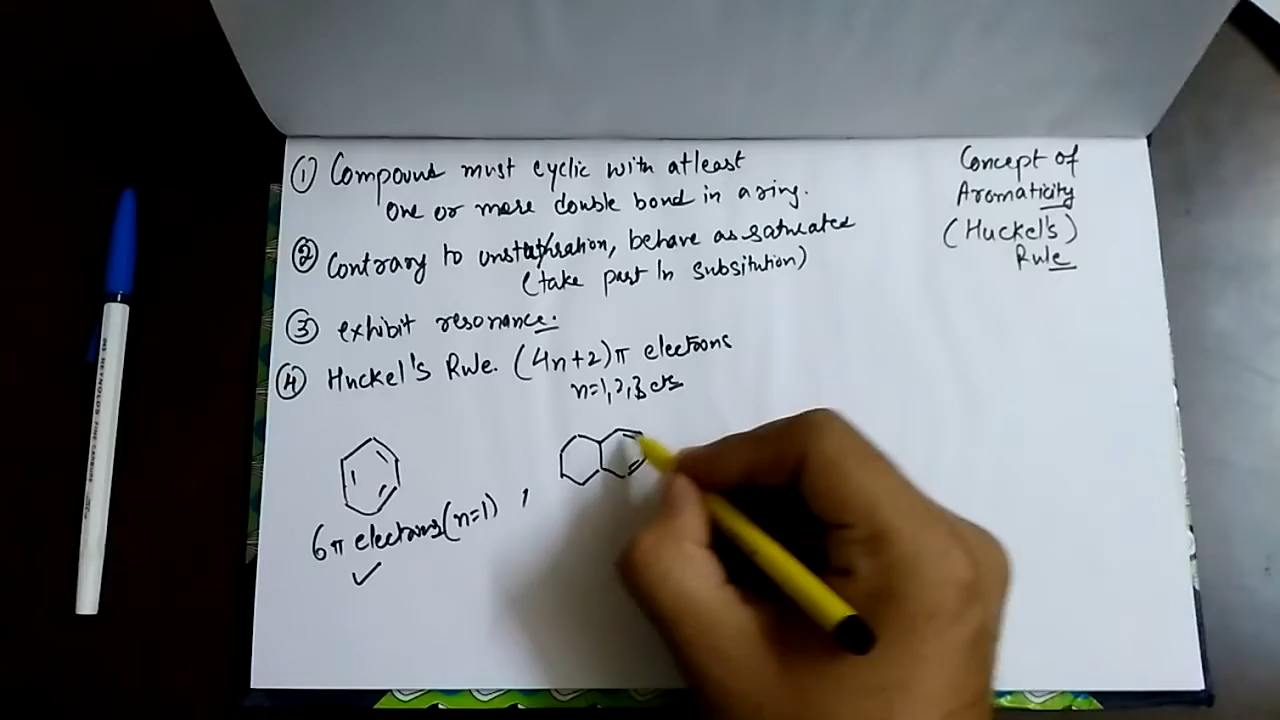 ① Compound must cyclic with atleast
one or more double bond in a ring.
② Contrary to unsaturation, behave as saturated
(take part in subsitution)
③ exhibit resonance.
④ Huckel's Rule. (4n+2)π electrons
n=1,2,3 etc
6π electrons (n=1) ,
✓
Concept of
Aromaticity
(Huckel's)
Rule